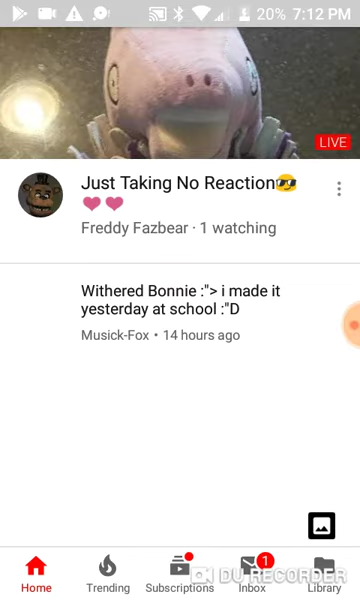 20% 7:12 PM
LIVE
Just Taking No Reaction😎
💕💕
Freddy Fazbear · 1 watching
Withered Bonnie :"> i made it
yesterday at school :"D
Musick-Fox • 14 hours ago
1
DU RECORDER
Home Trending Subscriptions Inbox Library